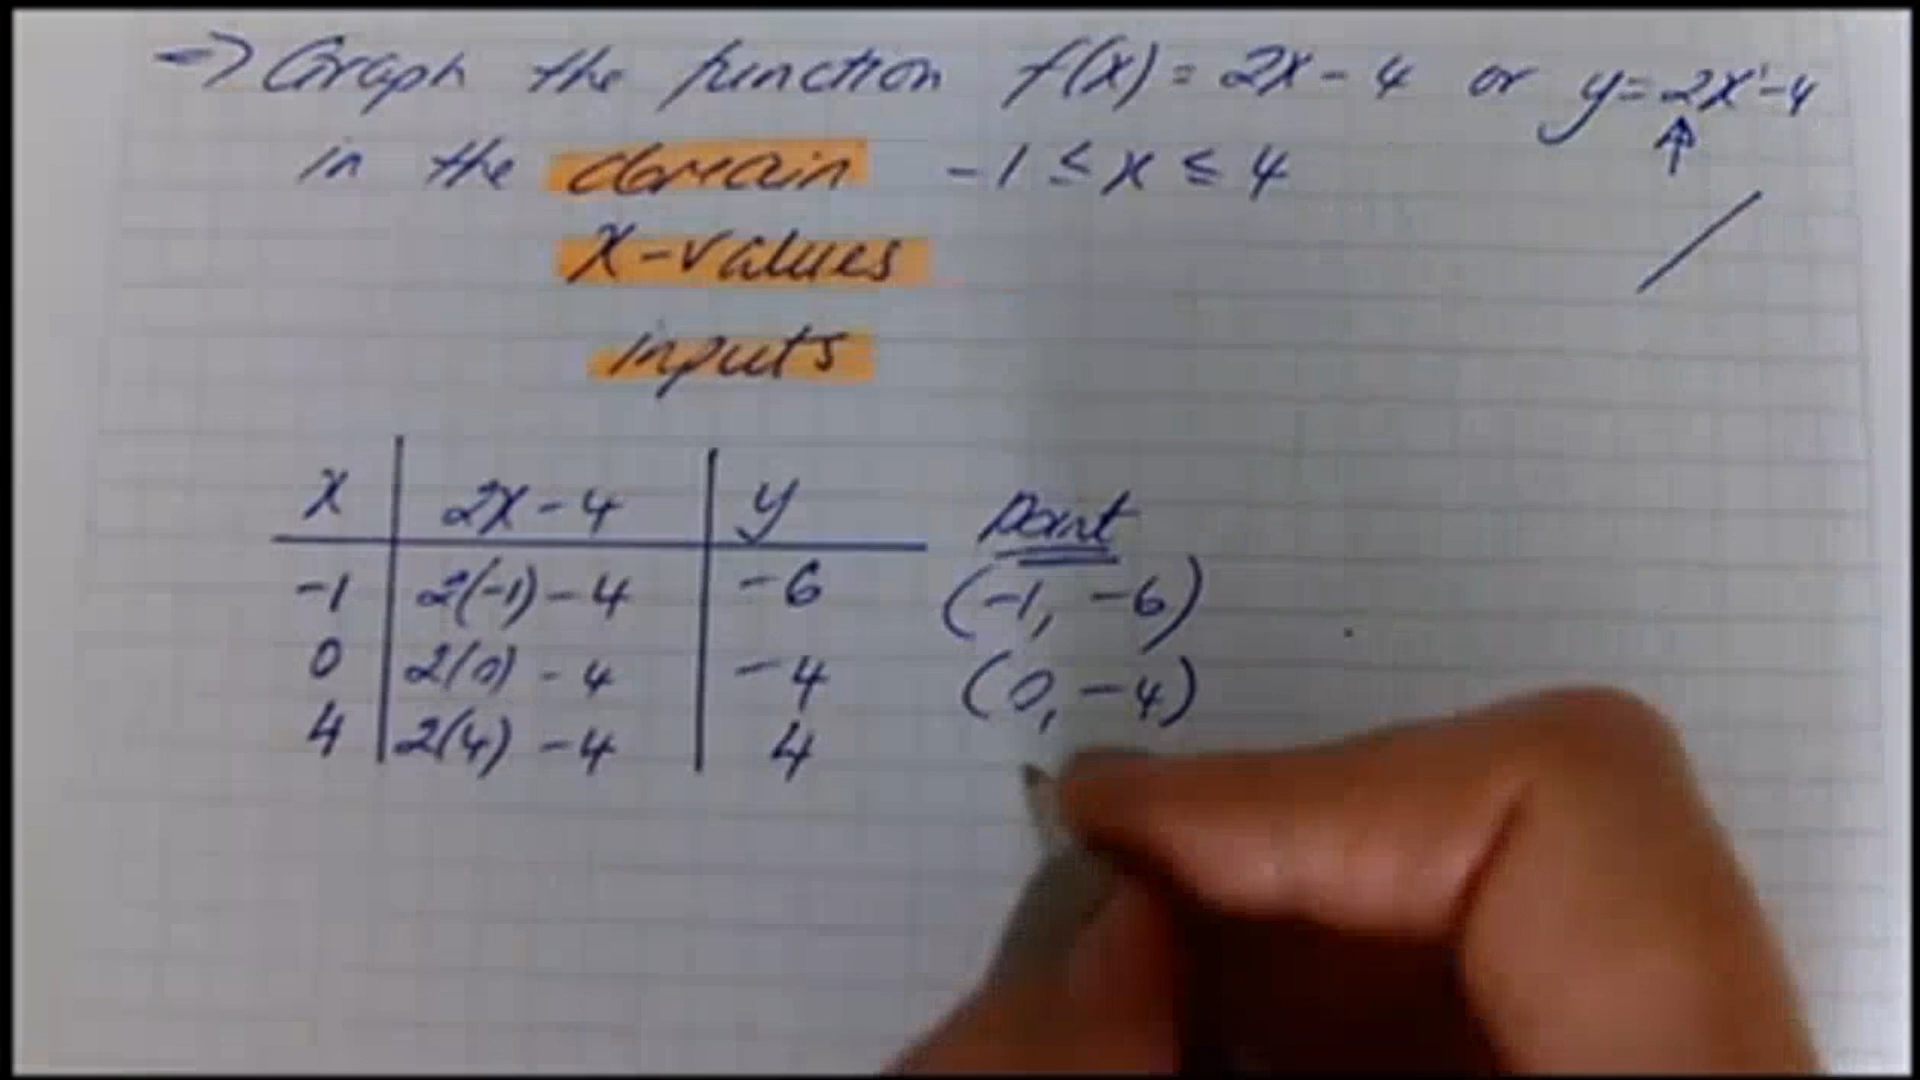 => Graph the function f(x) = 2x - 4 or y = 2x¹ - 4
in the domain -1 ≤ x ≤ 4
x-values
inputs
x 2x - 4 y point
-1 2(-1) - 4 -6 (-1, -6)
0 2(0) - 4 -4 (0, -4)
4 2(4) - 4 4